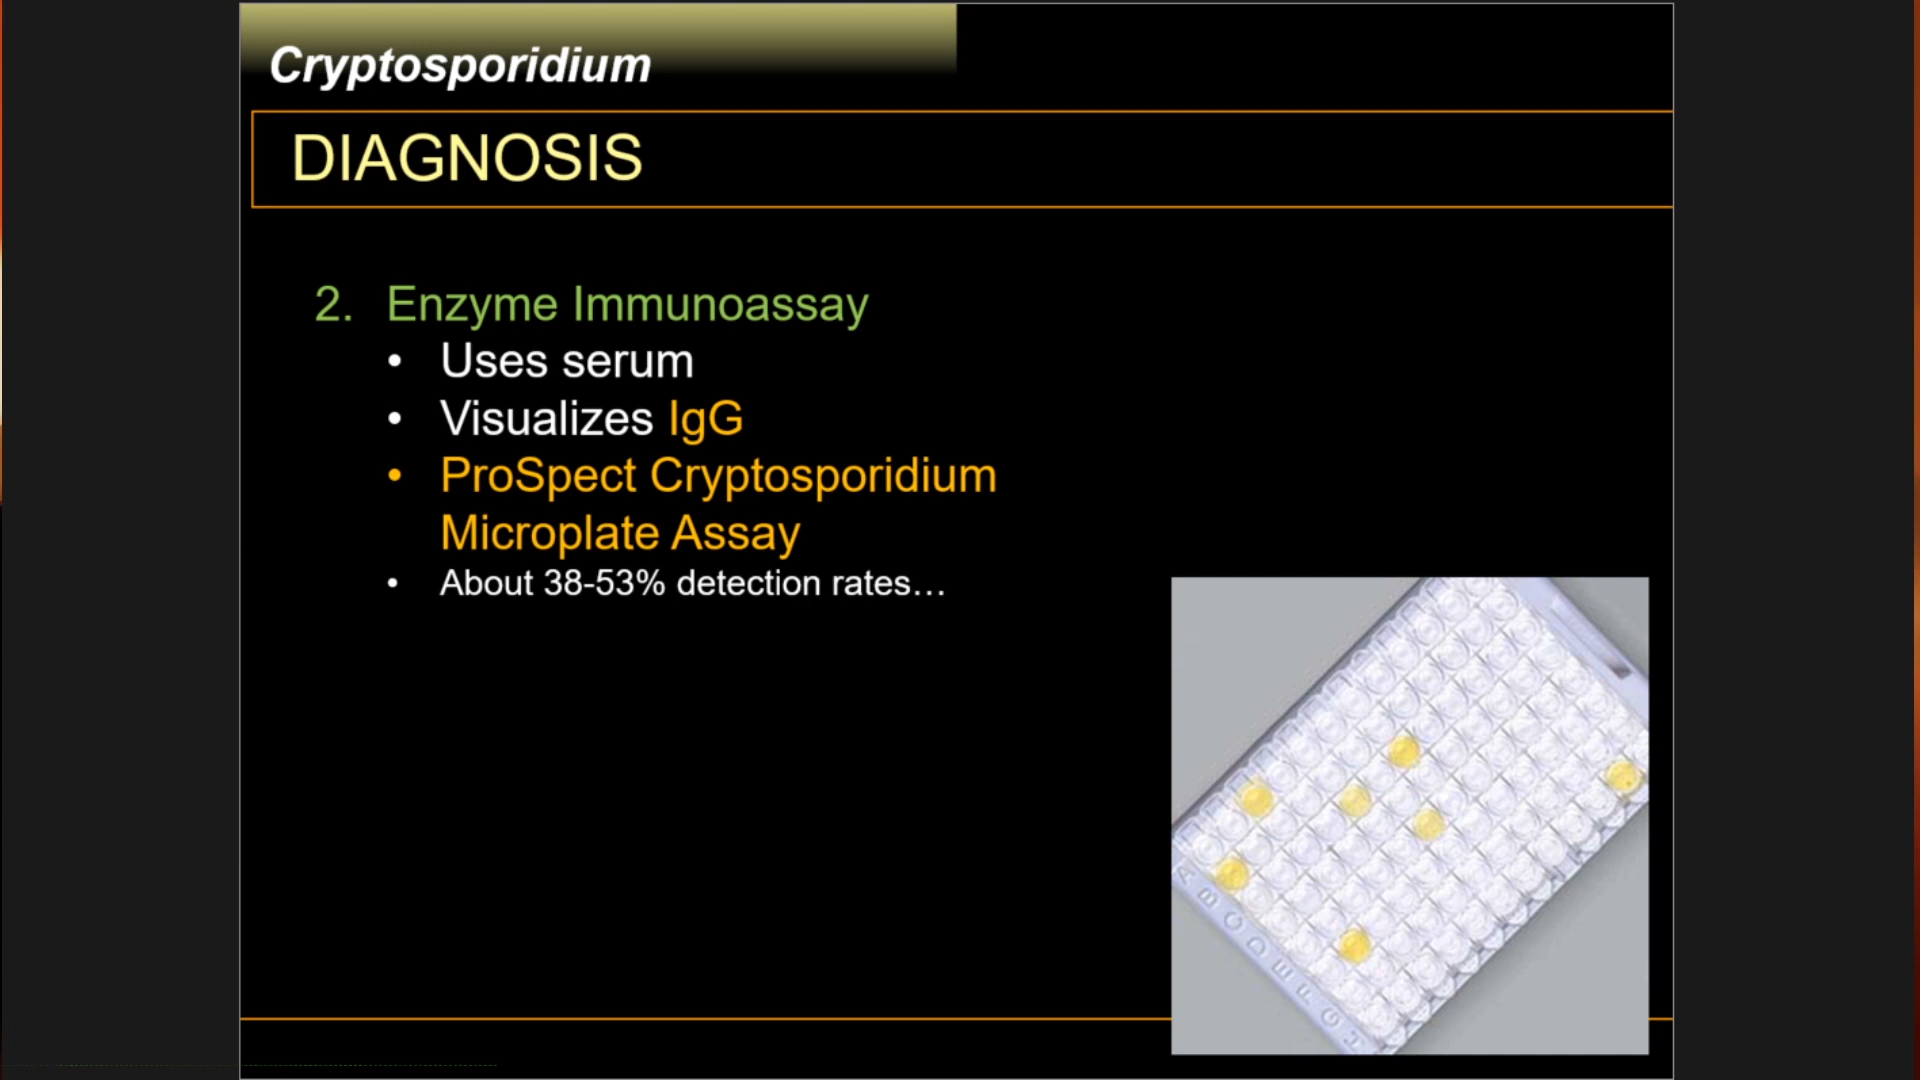 Cryptosporidium
DIAGNOSIS
2. Enzyme Immunoassay
• Uses serum
• Visualizes IgG
• ProSpect Cryptosporidium
Microplate Assay
• About 38-53% detection rates…
A B C D E F G H